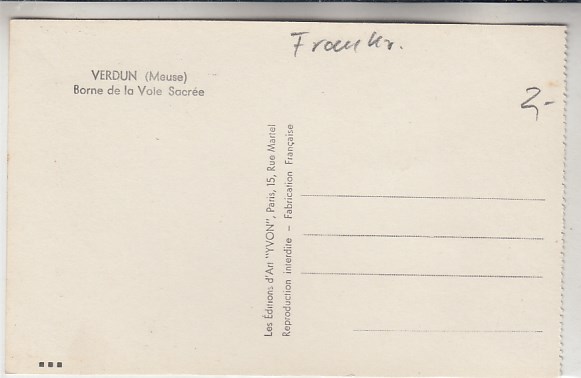 Frankr.
VERDUN (Meuse)
Borne de la Voie Sacrée
2,-
Les Éditions d'Art "YVON", Paris, 15, Rue Martel
Reproduction interdite – Fabrication Française